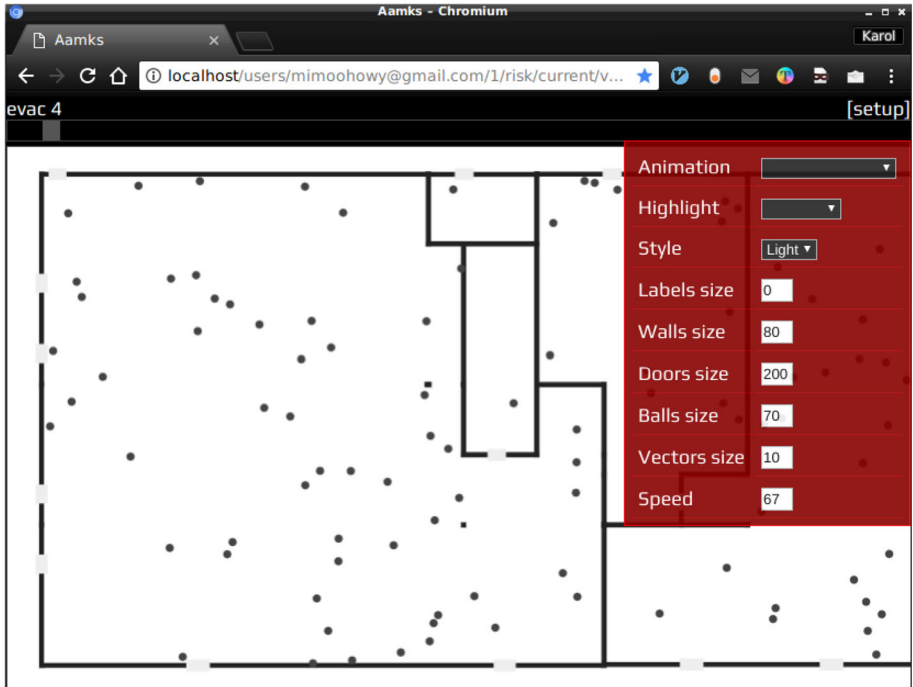 Aamks - Chromium
Aamks
Karol
localhost/users/mimoohowy@gmail.com/1/risk/current/v...
evac 4
[setup]
Animation
Highlight
Style Light
Labels size 0
Walls size 80
Doors size 200
Balls size 70
Vectors size 10
Speed 67